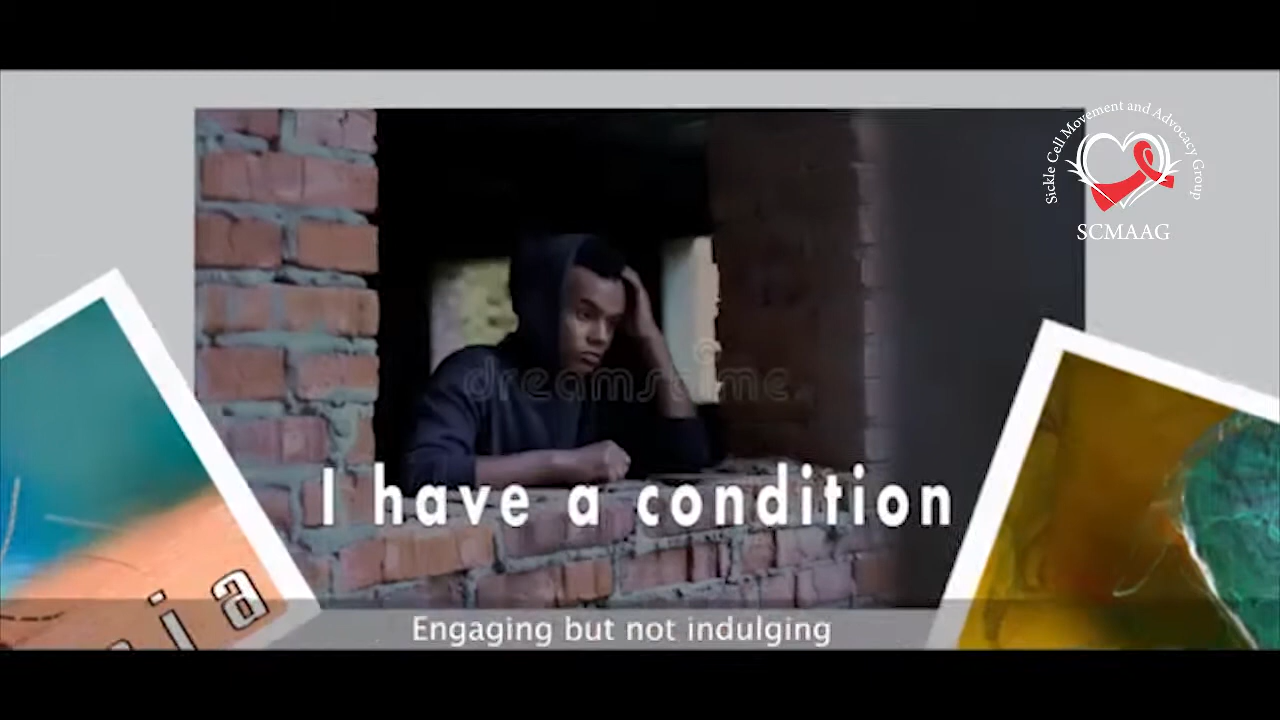 Sickle Cell Movement and Advocacy Group
SCMAAG
dreamstime
I have a condition
i a
Engaging but not indulging